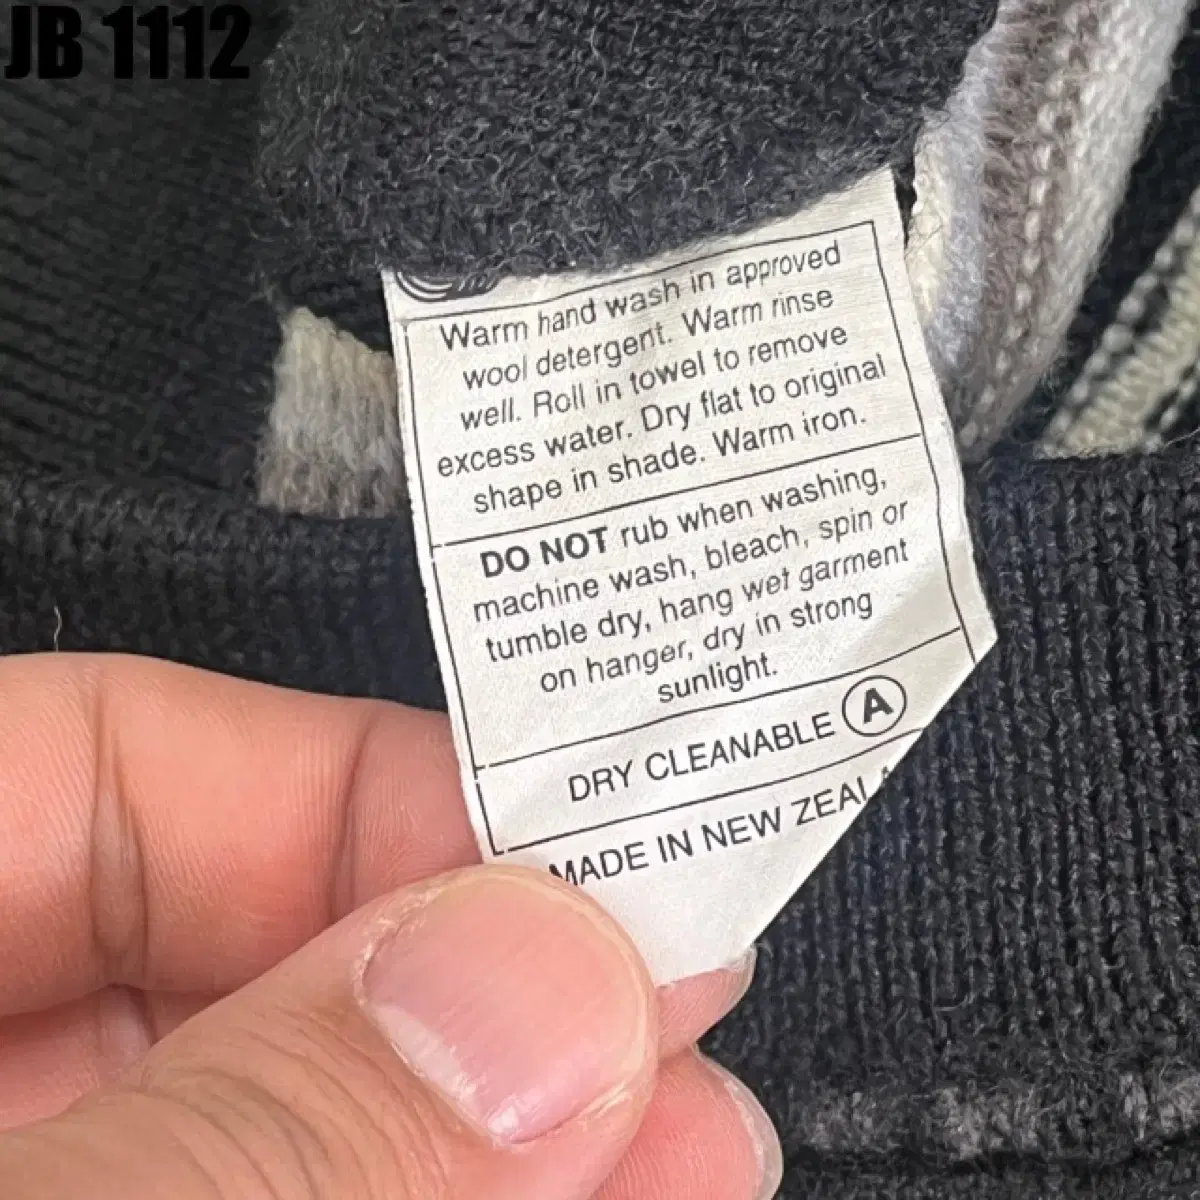 JB 1112
Warm hand wash in approved
wool detergent. Warm rinse
well. Roll in towel to remove
excess water. Dry flat to original
shape in shade. Warm iron.
DO NOT rub when washing,
machine wash, bleach, spin or
tumble dry, hang wet garment
on hanger, dry in strong
sunlight.
DRY CLEANABLE A
MADE IN NEW